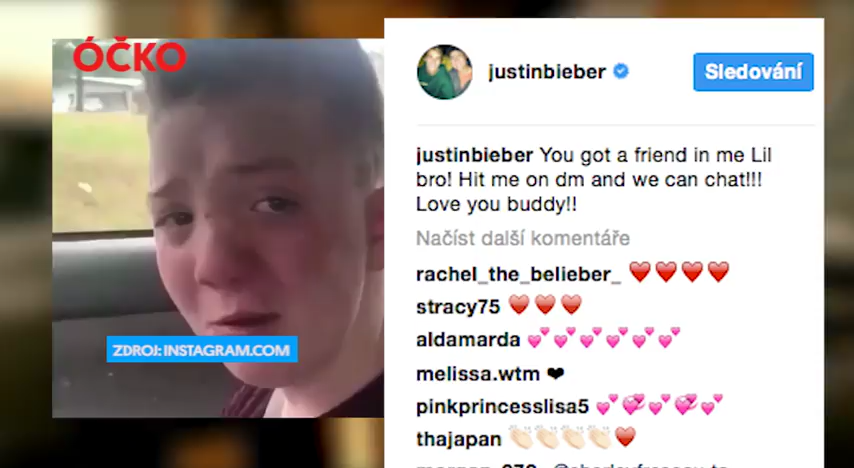 ÓČKO
ZDROJ: INSTAGRAM.COM
justinbieber
Sledování
justinbieber You got a friend in me Lil
bro! Hit me on dm and we can chat!!!
Love you buddy!!
Načíst další komentáře
rachel_the_belieber_ ❤️❤️❤️❤️
stracy75 ❤️❤️❤️
aldamarda 💕💕💕💕💕💕
melissa.wtm ❤
pinkprincesslisa5 💕💞💕💞💕
thajapan 👏🏻👏🏻👏🏻👏🏻❤️